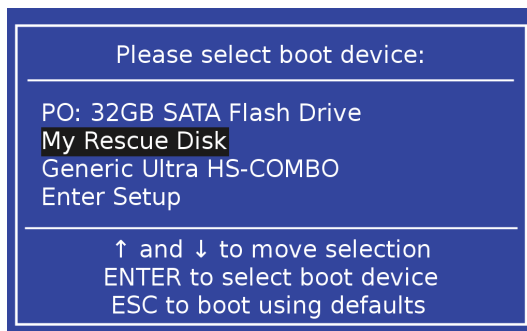 Please select boot device:
PO: 32GB SATA Flash Drive
My Rescue Disk
Generic Ultra HS-COMBO
Enter Setup
↑ and ↓ to move selection
ENTER to select boot device
ESC to boot using defaults